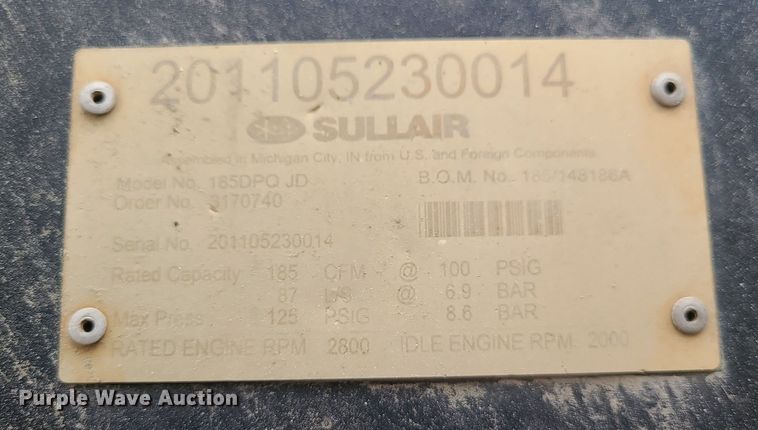 201105230014
SULLAIR
Assembled in Michigan City, IN from U.S. and Foreign Components
Model No. 185DPQ JD B.O.M. No. 185/148186A
Order No. 3170740
Serial No. 201105230014
Rated Capacity 185 CFM @ 100 PSIG
87 L/S @ 6.9 BAR
Max Press 125 PSIG 8.6 BAR
RATED ENGINE RPM 2800 IDLE ENGINE RPM 2000
Purple Wave Auction